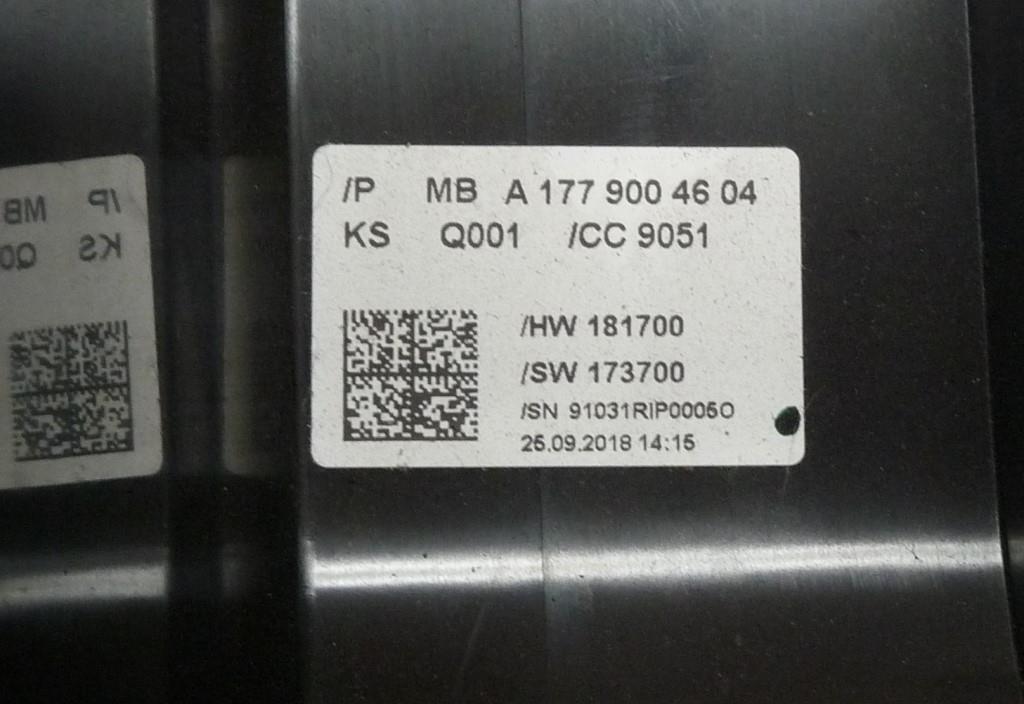 /P MB A 177 900 46 04
KS Q001 /CC 9051
/HW 181700
/SW 173700
/SN 91031RIP0005O
25.09.2018 14:15